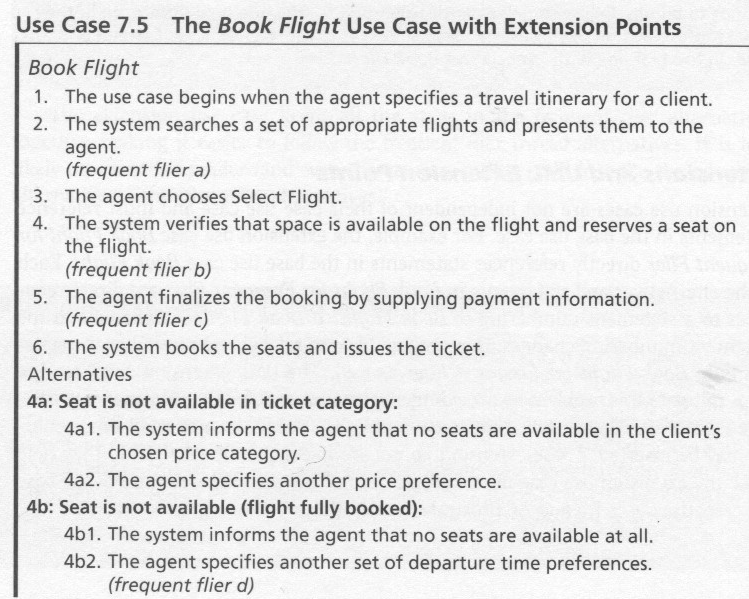 Use Case 7.5 The Book Flight Use Case with Extension Points
Book Flight
1. The use case begins when the agent specifies a travel itinerary for a client.
2. The system searches a set of appropriate flights and presents them to the
agent.
(frequent flier a)
3. The agent chooses Select Flight.
4. The system verifies that space is available on the flight and reserves a seat on
the flight.
(frequent flier b)
5. The agent finalizes the booking by supplying payment information.
(frequent flier c)
6. The system books the seats and issues the ticket.
Alternatives
4a: Seat is not available in ticket category:
4a1. The system informs the agent that no seats are available in the client's
chosen price category.
4a2. The agent specifies another price preference.
4b: Seat is not available (flight fully booked):
4b1. The system informs the agent that no seats are available at all.
4b2. The agent specifies another set of departure time preferences.
(frequent flier d)